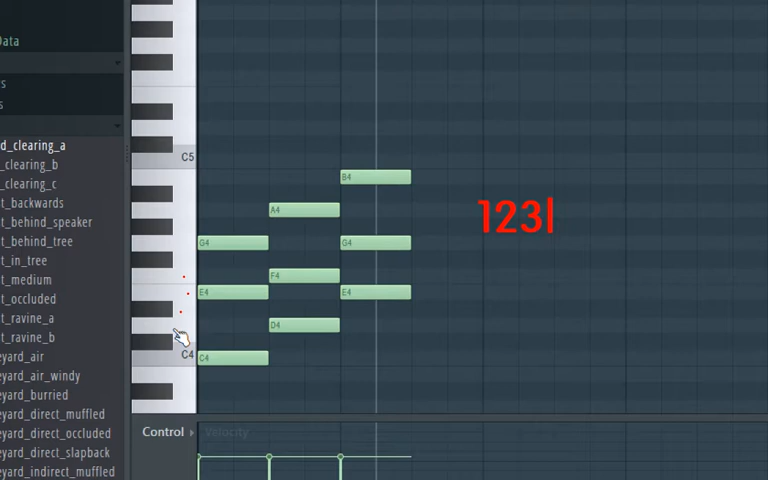 Data
s
s
d_clearing_a
_clearing_b
_clearing_c
t_backwards
t_behind_speaker
t_behind_tree
t_in_tree
t_medium
t_occluded
t_ravine_a
t_ravine_b
eyard_air
eyard_air_windy
eyard_burried
eyard_direct_muffled
eyard_direct_occluded
eyard_direct_slapback
eyard_indirect_muffled
C5
C4
B4
A4
G4
G4
F4
E4
E4
D4
C4
123|
Control
Velocity